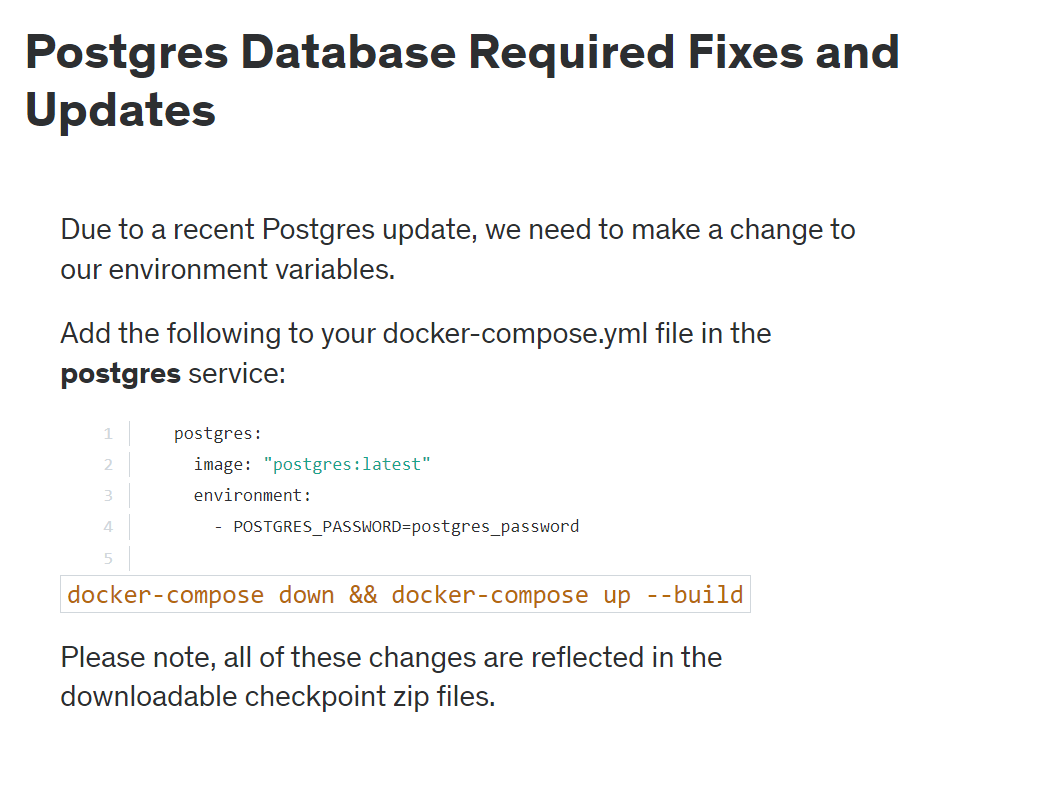 Postgres Database Required Fixes and
Updates
Due to a recent Postgres update, we need to make a change to
our environment variables.
Add the following to your docker-compose.yml file in the
postgres service:
1 postgres:
2 image: "postgres:latest"
3 environment:
4 - POSTGRES_PASSWORD=postgres_password
5
docker-compose down && docker-compose up --build
Please note, all of these changes are reflected in the
downloadable checkpoint zip files.